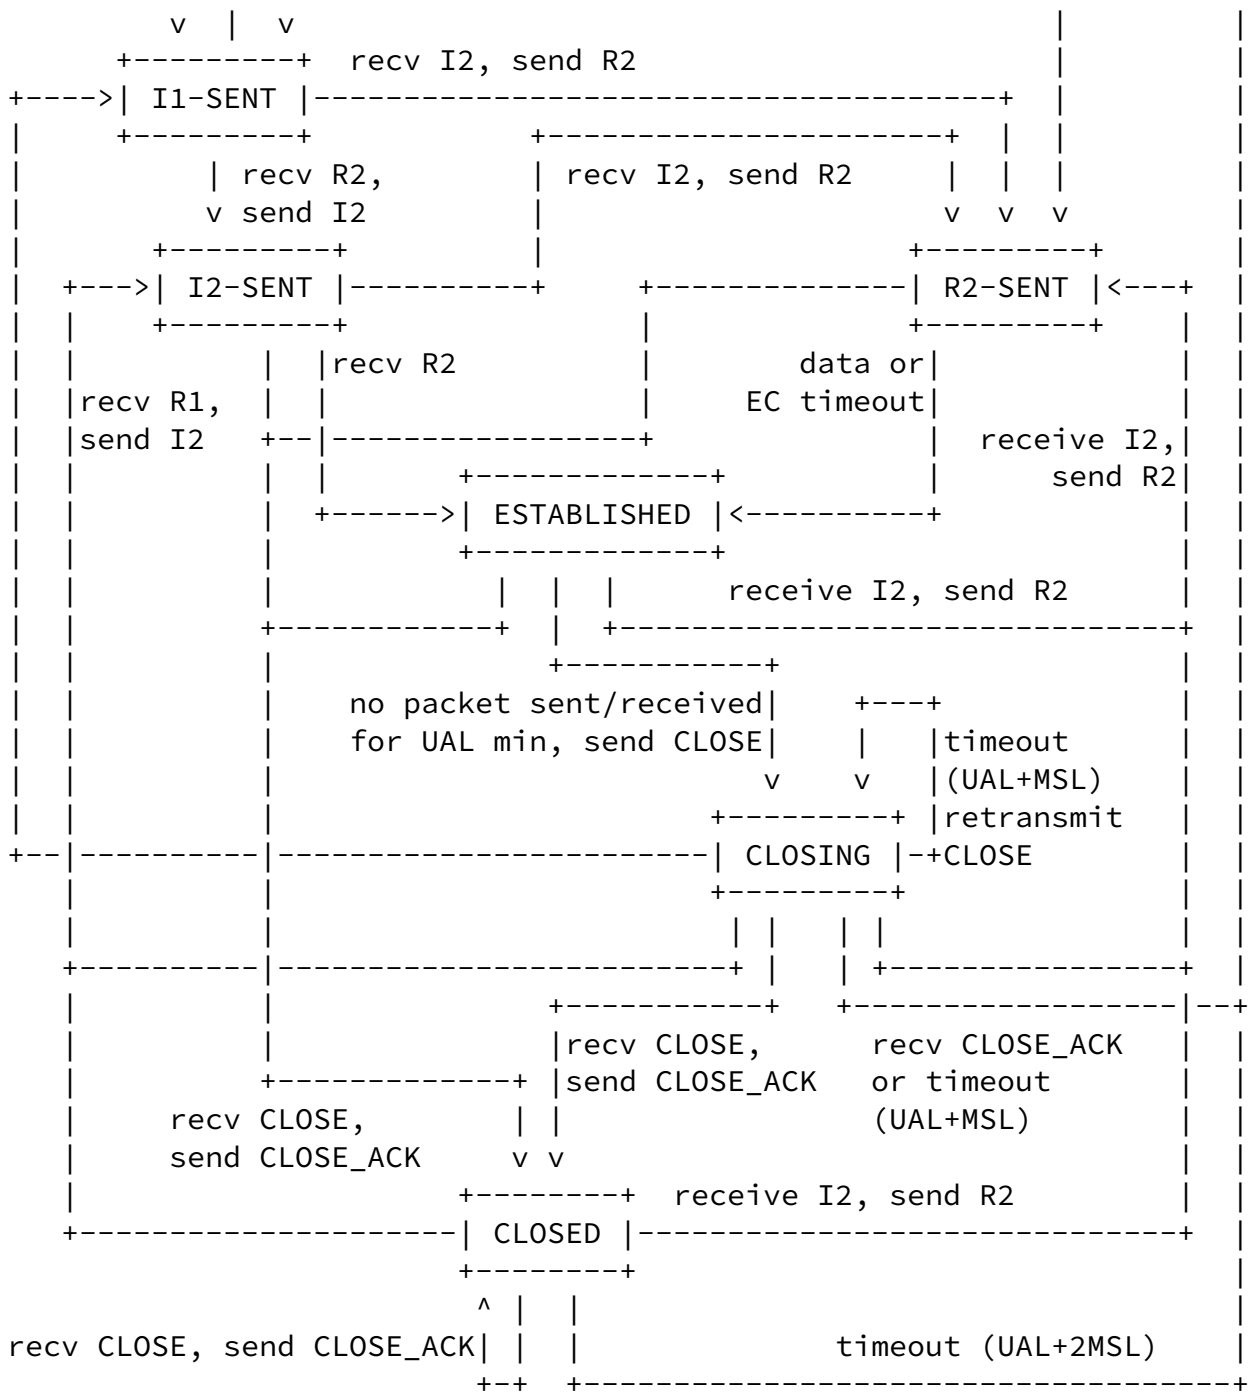 recv I2, send R2
I1-SENT
recv R2, recv I2, send R2
send I2
I2-SENT R2-SENT
recv R2 data or
recv R1, EC timeout
send I2 receive I2,
send R2
ESTABLISHED
receive I2, send R2
no packet sent/received
for UAL min, send CLOSE timeout
(UAL+MSL)
retransmit
CLOSING CLOSE
recv CLOSE, recv CLOSE_ACK
send CLOSE_ACK or timeout
recv CLOSE, (UAL+MSL)
send CLOSE_ACK
receive I2, send R2
CLOSED
recv CLOSE, send CLOSE_ACK timeout (UAL+2MSL)